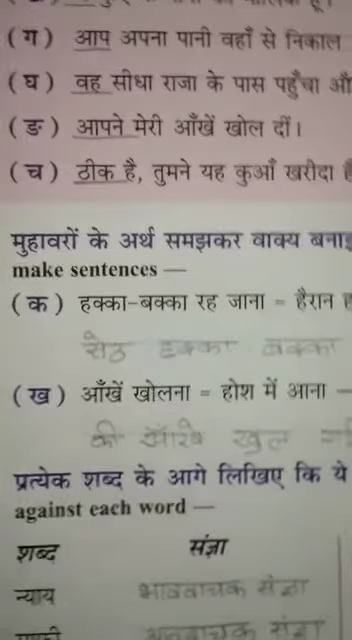 (ग) आप अपना पानी वहाँ से निकाल
(घ) वह सीधा राजा के पास पहुँचा औ
(ङ) आपने मेरी आँखें खोल दीं।
(च) ठीक है, तुमने यह कुआँ खरीदा है
मुहावरों के अर्थ समझकर वाक्य
make sentences —
(क) हक्का-बक्का रह जाना = हैरान
सेठ हक्का बक्का
(ख) आँखें खोलना = होश में आना —
की आँखे खुल
प्रत्येक शब्द के आगे लिखिए कि ये
against each word —
शब्द संज्ञा
न्याय भाववाचक संज्ञा
संज्ञा